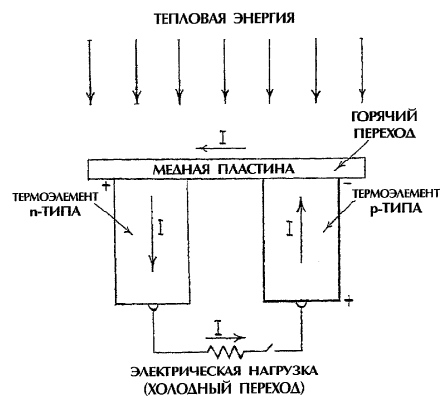 ТЕПЛОВАЯ ЭНЕРГИЯ
ГОРЯЧИЙ
ПЕРЕХОД
I
МЕДНАЯ ПЛАСТИНА
+
-
ТЕРМОЭЛЕМЕНТ
n-ТИПА
I
I
ТЕРМОЭЛЕМЕНТ
p-ТИПА
+
I
ЭЛЕКТРИЧЕСКАЯ НАГРУЗКА
(ХОЛОДНЫЙ ПЕРЕХОД)